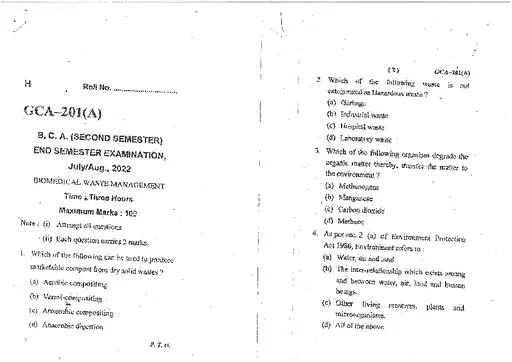 H
Roll No. ..............................
GCA–201(A)
B. C. A. (SECOND SEMESTER)
END SEMESTER EXAMINATION,
July/Aug., 2022
BIOMEDICAL WASTE MANAGEMENT
Time : Three Hours
Maximum Marks : 100
Note : (i) Attempt all questions.
(ii) Each question carries 2 marks.
1. Which of the following can be used to produce
marketable compost from dry solid wastes ?
(a) Aerobic composting
(b) Vermi-composting
(c) Anaerobic composting
(d) Anaerobic digestion
P. T. O.
( 2 )
GCA–201(A)
2. Which of the following waste is not
categorized as Hazardous waste ?
(a) Garbage
(b) Industrial waste
(c) Hospital waste
(d) Laboratory waste
3. Which of the following organism degrade the
organic matter thereby, transfer the matter to
the environment ?
(a) Methanogens
(b) Manganese
(c) Carbon dioxide
(d) Methane
4. As per sec. 2 (a) of Environment Protection
Act 1986, Environment refers to :
(a) Water, air and land
(b) The inter-relationship which exists among
and between water, air, land and human
beings.
(c) Other living creatures, plants and
microorganisms.
(d) All of the above